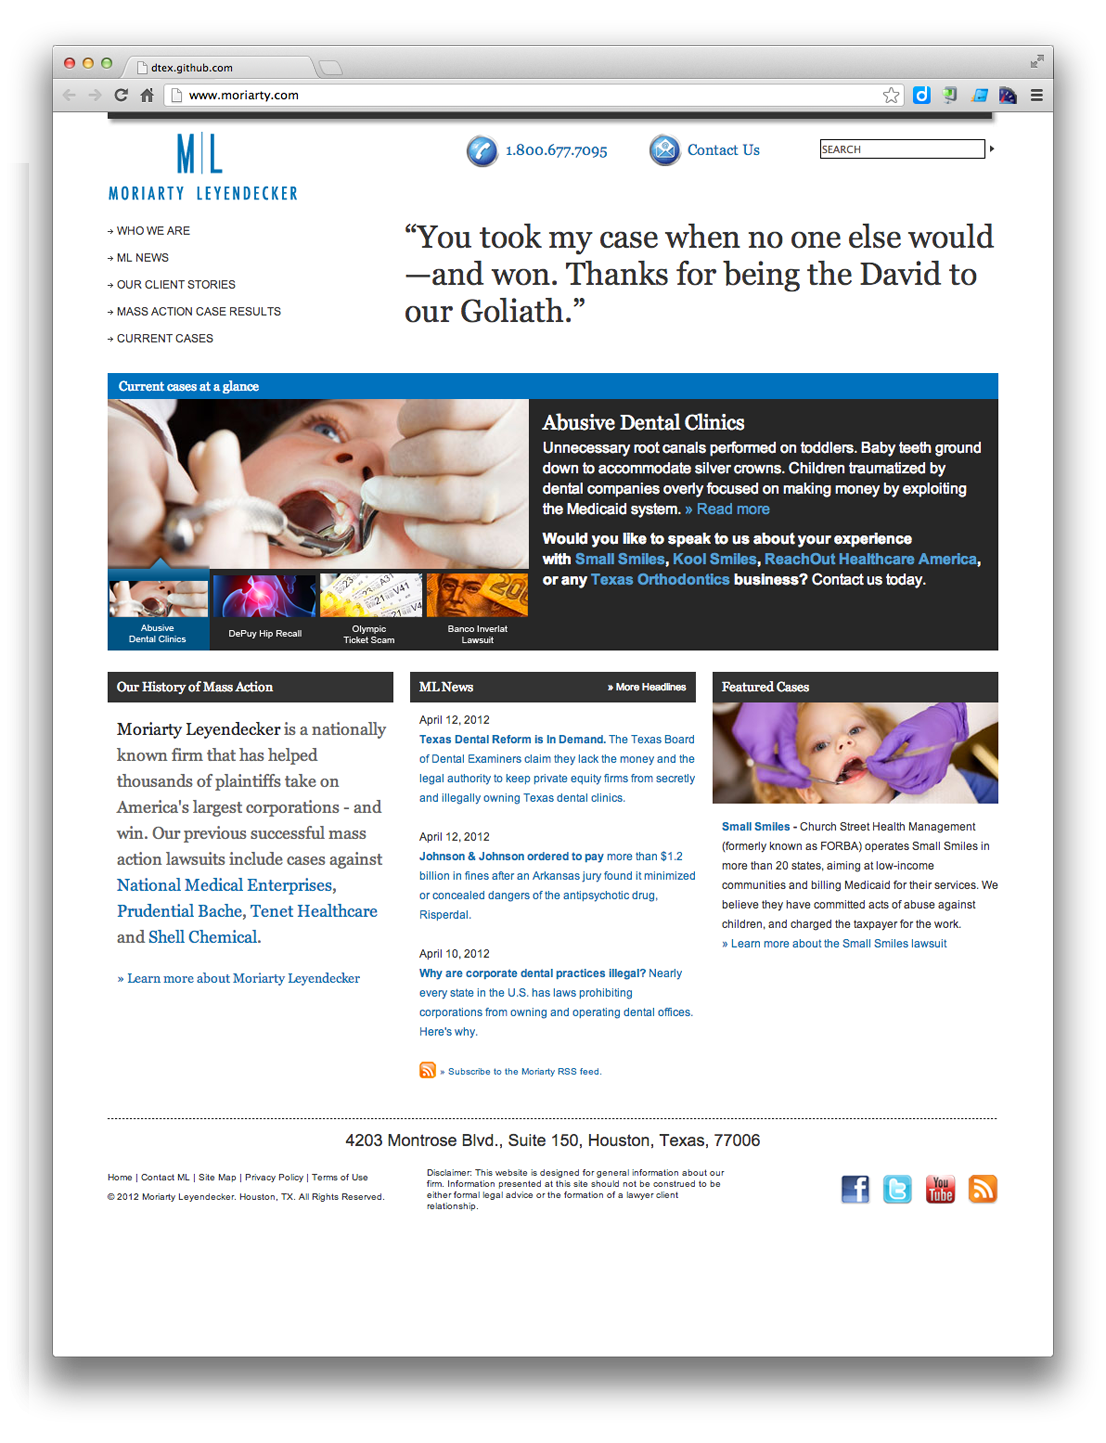 dtex.github.com
www.moriarty.com
M|L
MORIARTY LEYENDECKER
1.800.677.7095
Contact Us
SEARCH
WHO WE ARE
ML NEWS
OUR CLIENT STORIES
MASS ACTION CASE RESULTS
CURRENT CASES
“You took my case when no one else would
—and won. Thanks for being the David to
our Goliath.”
Current cases at a glance
Abusive Dental Clinics
Unnecessary root canals performed on toddlers. Baby teeth ground
down to accommodate silver crowns. Children traumatized by
dental companies overly focused on making money by exploiting
the Medicaid system. » Read more
Would you like to speak to us about your experience
with Small Smiles, Kool Smiles, ReachOut Healthcare America,
or any Texas Orthodontics business? Contact us today.
Abusive
Dental Clinics
DePuy Hip Recall
Olympic
Ticket Scam
Banco Inverlat
Lawsuit
Our History of Mass Action
Moriarty Leyendecker is a nationally
known firm that has helped
thousands of plaintiffs take on
America's largest corporations - and
win. Our previous successful mass
action lawsuits include cases against
National Medical Enterprises,
Prudential Bache, Tenet Healthcare
and Shell Chemical.
» Learn more about Moriarty Leyendecker
ML News
» More Headlines
April 12, 2012
Texas Dental Reform is In Demand. The Texas Board
of Dental Examiners claim they lack the money and the
legal authority to keep private equity firms from secretly
and illegally owning Texas dental clinics.
April 12, 2012
Johnson & Johnson ordered to pay more than $1.2
billion in fines after an Arkansas jury found it minimized
or concealed dangers of the antipsychotic drug,
Risperdal.
April 10, 2012
Why are corporate dental practices illegal? Nearly
every state in the U.S. has laws prohibiting
corporations from owning and operating dental offices.
Here's why.
» Subscribe to the Moriarty RSS feed.
Featured Cases
Small Smiles - Church Street Health Management
(formerly known as FORBA) operates Small Smiles in
more than 20 states, aiming at low-income
communities and billing Medicaid for their services. We
believe they have committed acts of abuse against
children, and charged the taxpayer for the work.
» Learn more about the Small Smiles lawsuit
4203 Montrose Blvd., Suite 150, Houston, Texas, 77006
Home | Contact ML | Site Map | Privacy Policy | Terms of Use
© 2012 Moriarty Leyendecker. Houston, TX. All Rights Reserved.
Disclaimer: This website is designed for general information about our
firm. Information presented at this site should not be construed to be
either formal legal advice or the formation of a lawyer client
relationship.
You
Tube